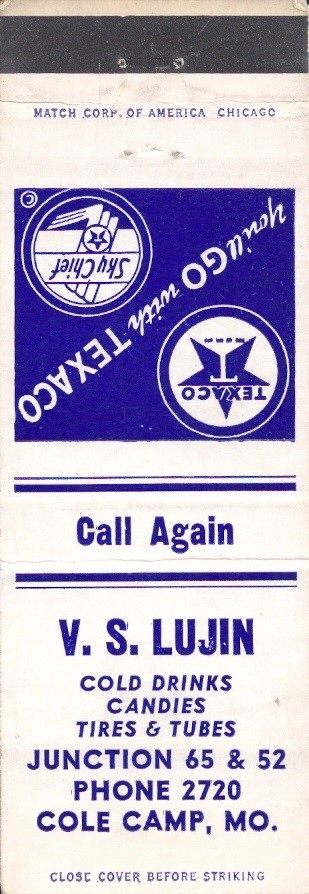 MATCH CORP. OF AMERICA CHICAGO
You'll GO with TEXACO
TEXACO
T
Sky Chief
©
Call Again
V. S. LUJIN
COLD DRINKS
CANDIES
TIRES & TUBES
JUNCTION 65 & 52
PHONE 2720
COLE CAMP, MO.
CLOSE COVER BEFORE STRIKING